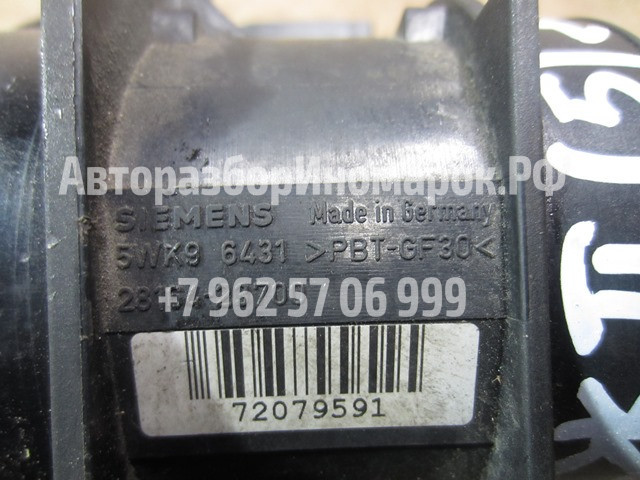 АвторазборИномарок.РФ
SIEMENS Made in Germany
5WK9 6431 >PBT-GF30<
+7 962 57 06 999
72079591